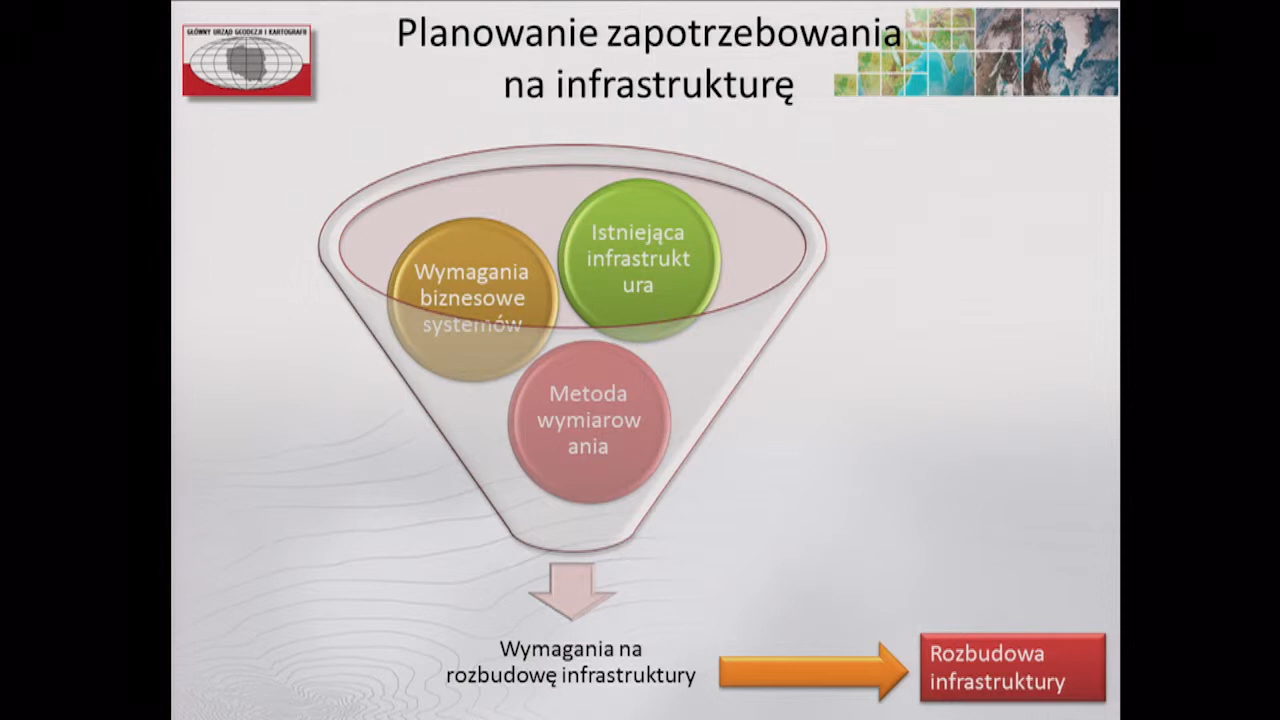 GŁÓWNY URZĄD GEODEZJI I KARTOGRAFII
Planowanie zapotrzebowania
na infrastrukturę
Istniejąca
infrastrukt
ura
Wymagania
biznesowe
systemów
Metoda
wymiarow
ania
Wymagania na
rozbudowę infrastruktury
Rozbudowa
infrastruktury